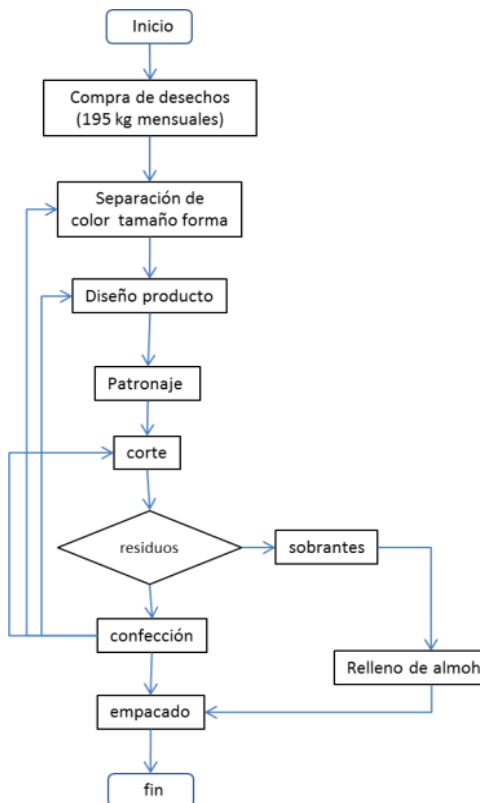 Inicio
Compra de desechos
(195 kg mensuales)
Separación de
color tamaño forma
Diseño producto
Patronaje
corte
residuos
sobrantes
confección
Relleno de almoh
empacado
fin